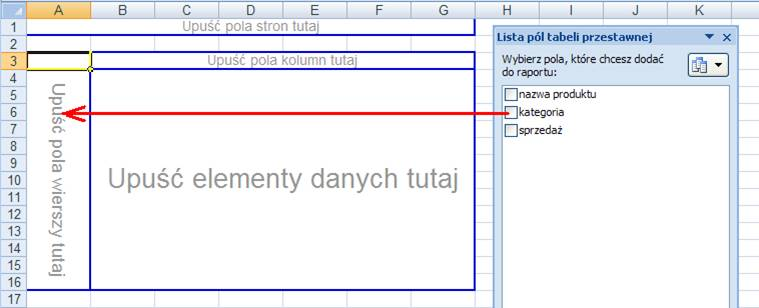 A B C D E F G H I J K
1 Upuść pola stron tutaj
2
3 Upuść pola kolumn tutaj
4
5
6
7
8
9
10
11
12
13
14
15
16
17
Upuść pola wierszy tutaj
Upuść elementy danych tutaj
Lista pól tabeli przestawnej
Wybierz pola, które chcesz dodać
do raportu:
nazwa produktu
kategoria
sprzedaż